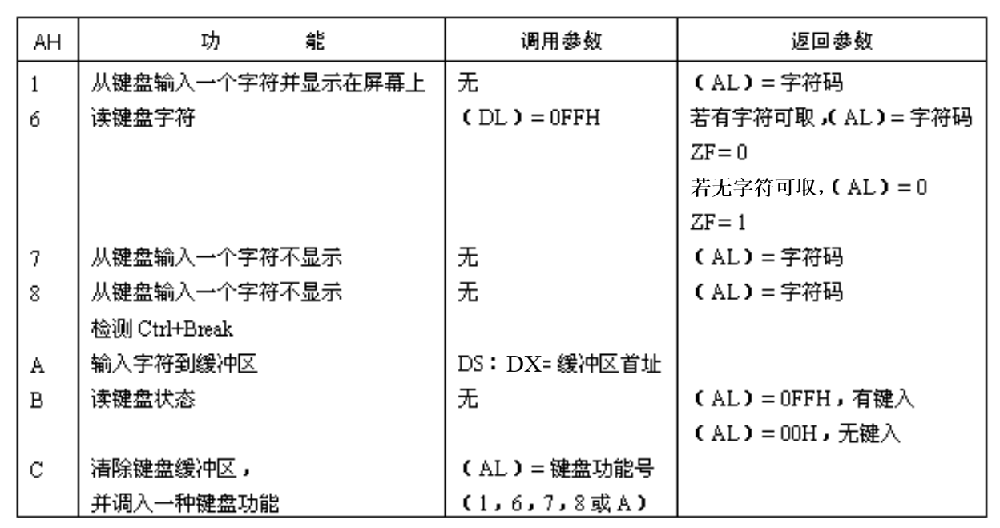 AH 功 能 调用参数 返回参数
1 从键盘输入一个字符并显示在屏幕上 无 (AL)=字符码
6 读键盘字符 (DL)=0FFH 若有字符可取,(AL)=字符码
ZF=0
若无字符可取,(AL)=0
ZF=1
7 从键盘输入一个字符不显示 无 (AL)=字符码
8 从键盘输入一个字符不显示 无 (AL)=字符码
检测 Ctrl+Break
A 输入字符到缓冲区 DS:DX=缓冲区首址
B 读键盘状态 无 (AL)=0FFH,有键入
(AL)=00H,无键入
C 清除键盘缓冲区, (AL)=键盘功能号
并调入一种键盘功能 (1,6,7,8或A)